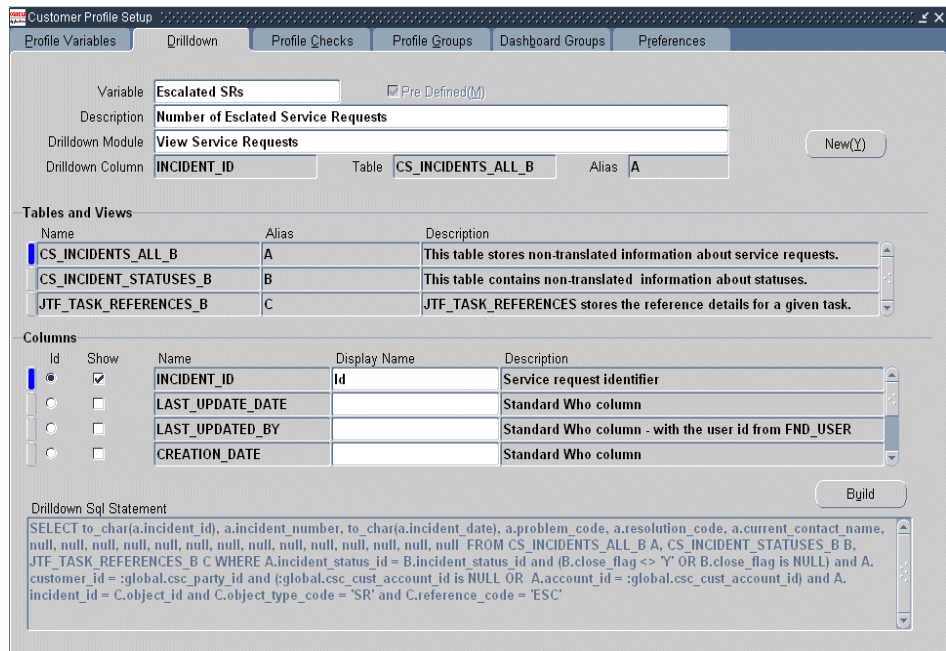 Customer Profile Setup
Profile Variables Drilldown Profile Checks Profile Groups Dashboard Groups Preferences
Variable Escalated SRs Pre Defined(M)
Description Number of Esclated Service Requests
Drilldown Module View Service Requests New(Y)
Drilldown Column INCIDENT_ID Table CS_INCIDENTS_ALL_B Alias A
Tables and Views
Name Alias Description
CS_INCIDENTS_ALL_B A This table stores non-translated information about service requests.
CS_INCIDENT_STATUSES_B B This table contains non-translated information about statuses.
JTF_TASK_REFERENCES_B C JTF_TASK_REFERENCES stores the reference details for a given task.
Columns
Id Show Name Display Name Description
INCIDENT_ID Id Service request identifier
LAST_UPDATE_DATE Standard Who column
LAST_UPDATED_BY Standard Who column - with the user id from FND_USER
CREATION_DATE Standard Who column
Build
Drilldown Sql Statement
SELECT to_char(a.incident_id), a.incident_number, to_char(a.incident_date), a.problem_code, a.resolution_code, a.current_contact_name,
null, null, null, null, null, null, null, null, null, null, null, null, null, null FROM CS_INCIDENTS_ALL_B A, CS_INCIDENT_STATUSES_B B,
JTF_TASK_REFERENCES_B C WHERE A.incident_status_id = B.incident_status_id and (B.close_flag <> 'Y' OR B.close_flag is NULL) and A.
customer_id = :global.csc_party_id and (:global.csc_cust_account_id is NULL OR A.account_id = :global.csc_cust_account_id) and A.
incident_id = C.object_id and C.object_type_code = 'SR' and C.reference_code = 'ESC'